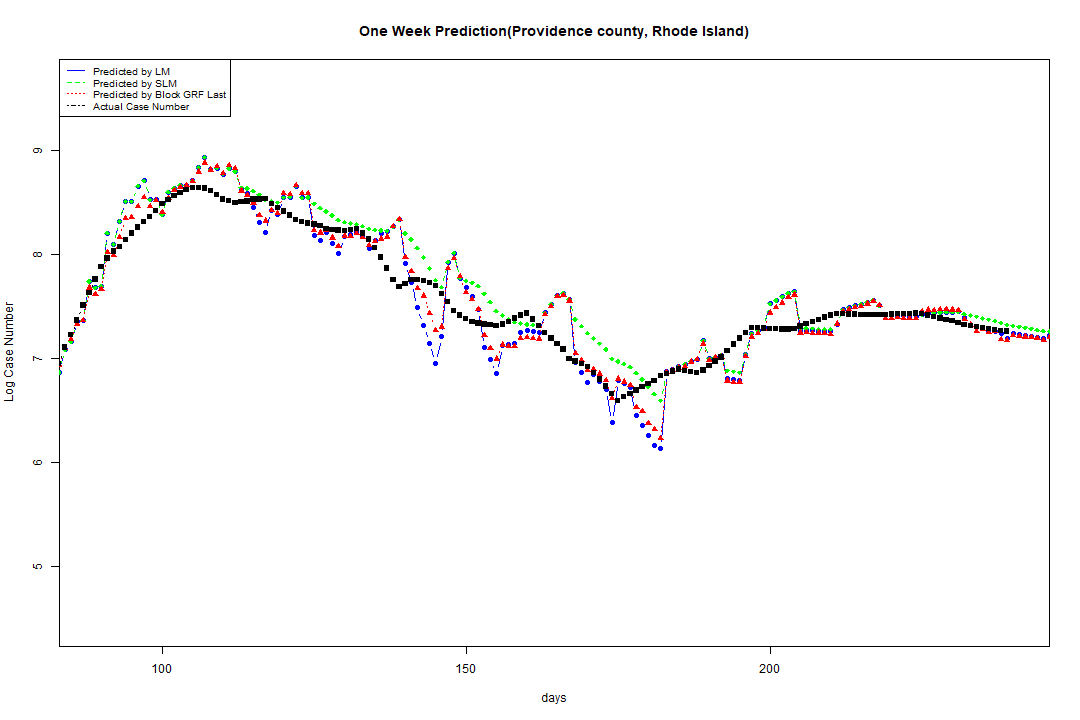 One Week Prediction(Providence county, Rhode Island)
Predicted by LM
Predicted by SLM
Predicted by Block GRF Last
Actual Case Number
Log Case Number
9
8
7
6
5
100 150 200
days